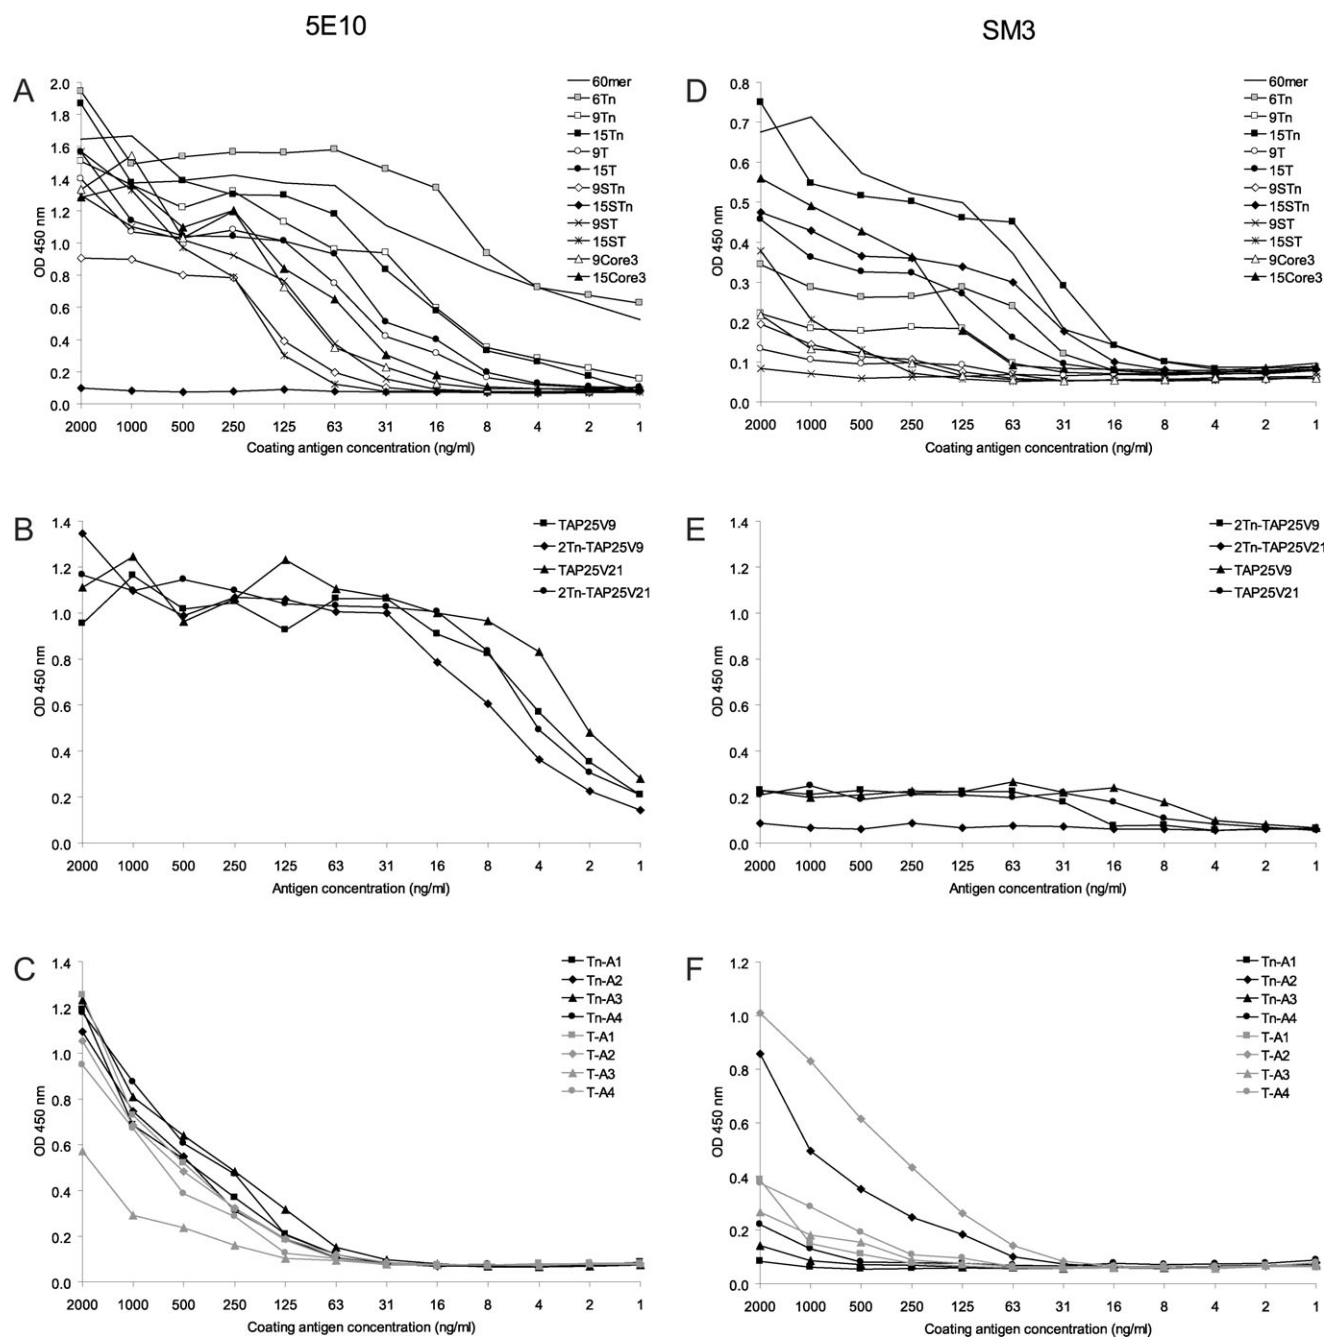 5E10
SM3
A
2.0
1.8
1.6
1.4
1.2
1.0
0.8
0.6
0.4
0.2
0.0
OD 450 nm
2000 1000 500 250 125 63 31 16 8 4 2 1
Coating antigen concentration (ng/ml)
60mer
6Tn
9Tn
15Tn
9T
15T
9STn
15STn
9ST
15ST
9Core3
15Core3
D
0.8
0.7
0.6
0.5
0.4
0.3
0.2
0.1
0.0
OD 450 nm
2000 1000 500 250 125 63 31 16 8 4 2 1
Coating antigen concentration (ng/ml)
60mer
6Tn
9Tn
15Tn
9T
15T
9STn
15STn
9ST
15ST
9Core3
15Core3
B
1.4
1.2
1.0
0.8
0.6
0.4
0.2
0.0
OD 450 nm
2000 1000 500 250 125 63 31 16 8 4 2 1
Antigen concentration (ng/ml)
TAP25V9
2Tn-TAP25V9
TAP25V21
2Tn-TAP25V21
E
1.4
1.2
1.0
0.8
0.6
0.4
0.2
0.0
OD 450 nm
2000 1000 500 250 125 63 31 16 8 4 2 1
Antigen concentration (ng/ml)
2Tn-TAP25V9
2Tn-TAP25V21
TAP25V9
TAP25V21
C
1.4
1.2
1.0
0.8
0.6
0.4
0.2
0.0
OD 450 nm
2000 1000 500 250 125 63 31 16 8 4 2 1
Coating antigen concentration (ng/ml)
Tn-A1
Tn-A2
Tn-A3
Tn-A4
T-A1
T-A2
T-A3
T-A4
F
1.2
1.0
0.8
0.6
0.4
0.2
0.0
OD 450 nm
2000 1000 500 250 125 63 31 16 8 4 2 1
Coating antigen concentration (ng/ml)
Tn-A1
Tn-A2
Tn-A3
Tn-A4
T-A1
T-A2
T-A3
T-A4